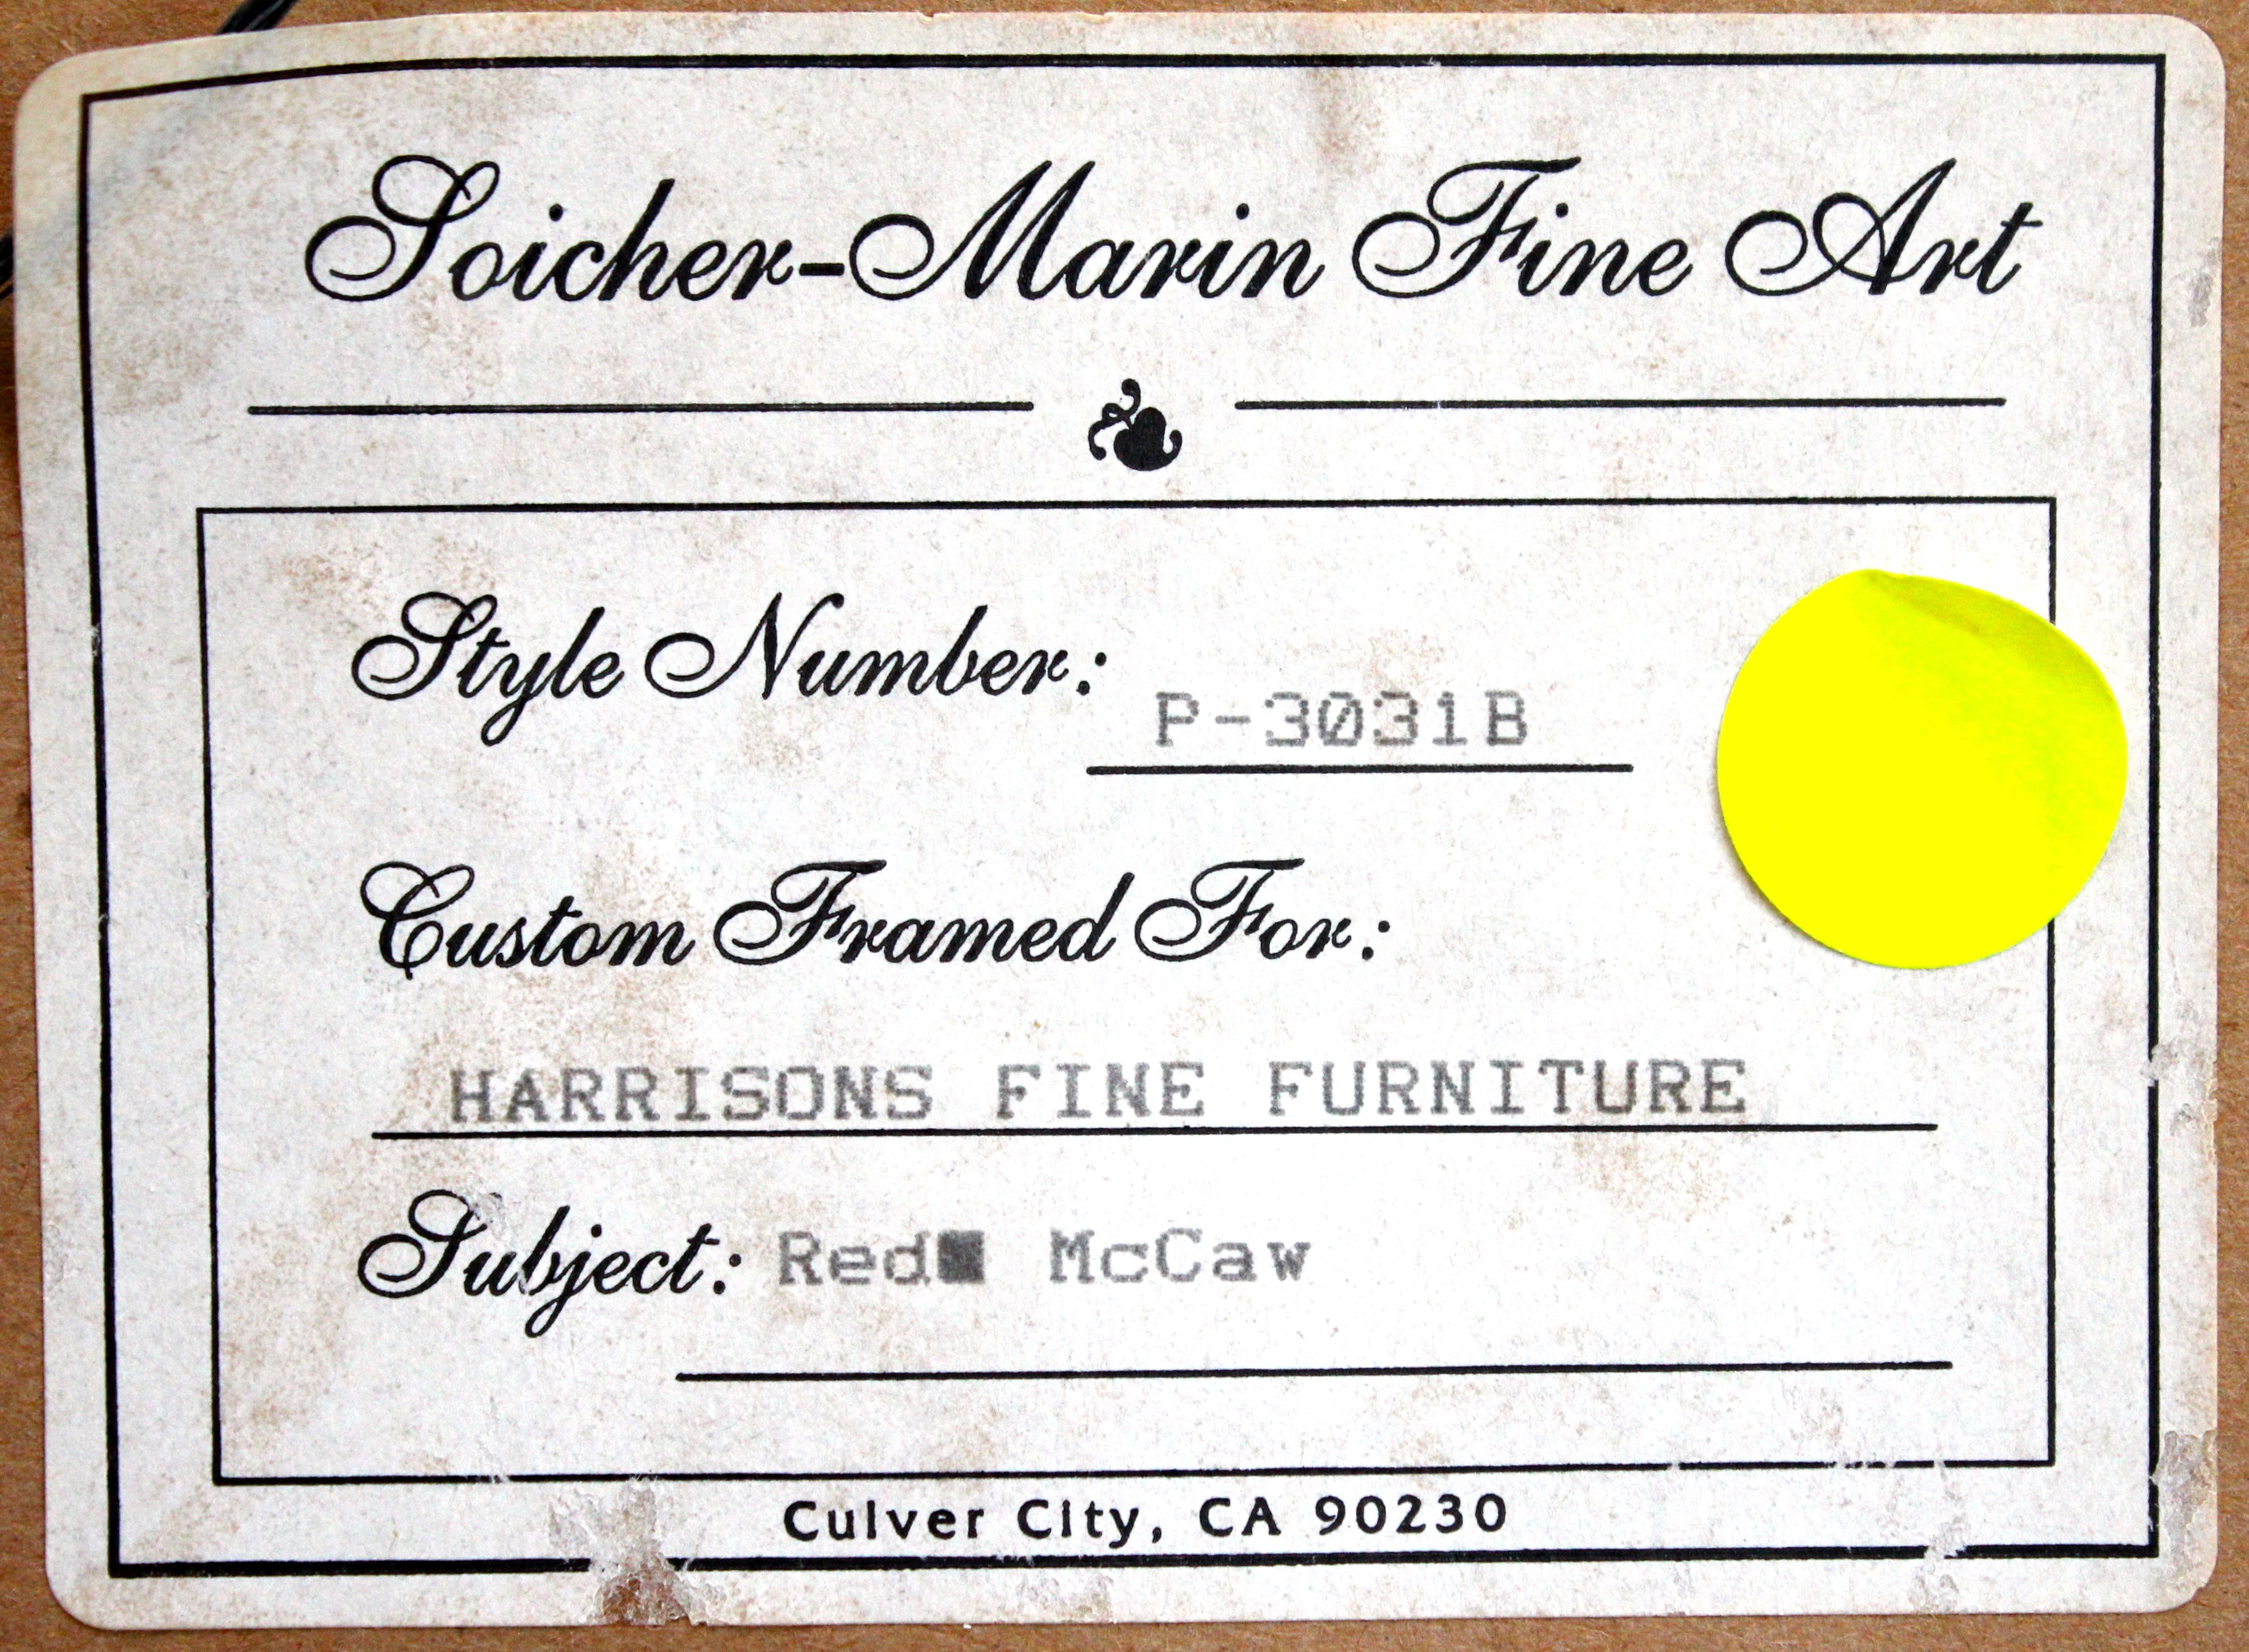 Soicher-Marin Fine Art
Style Number: P-3031B
Custom Framed For:
HARRISONS FINE FURNITURE
Subject: Red■ McCaw
Culver City, CA 90230